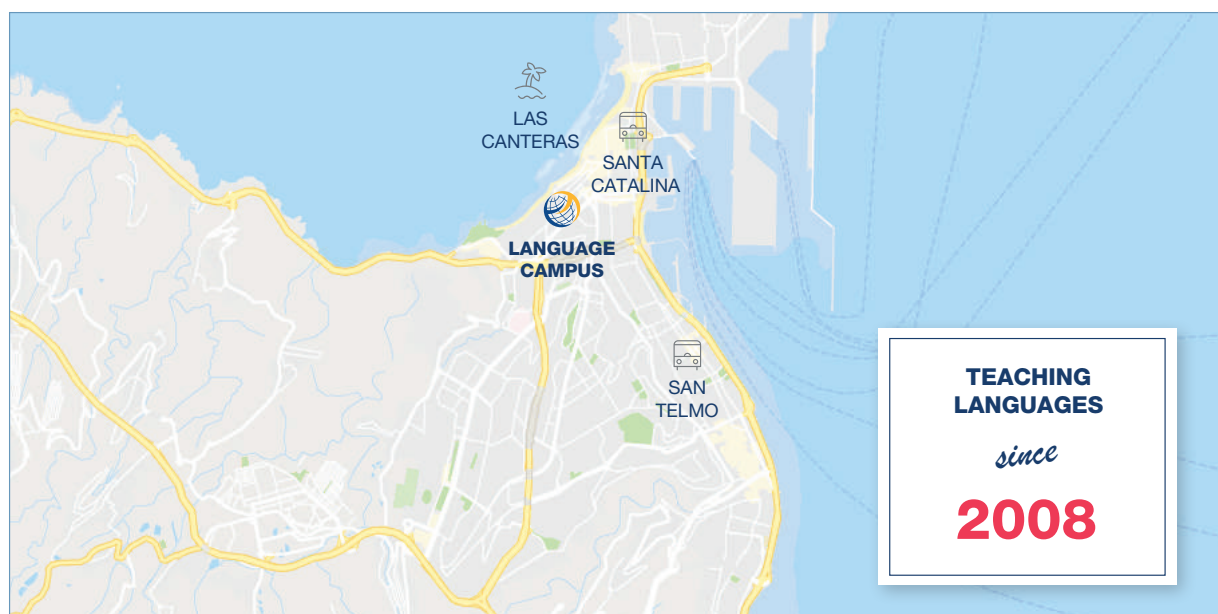 LAS
CANTERAS
SANTA
CATALINA
LANGUAGE
CAMPUS
SAN
TELMO
TEACHING
LANGUAGES
since
2008